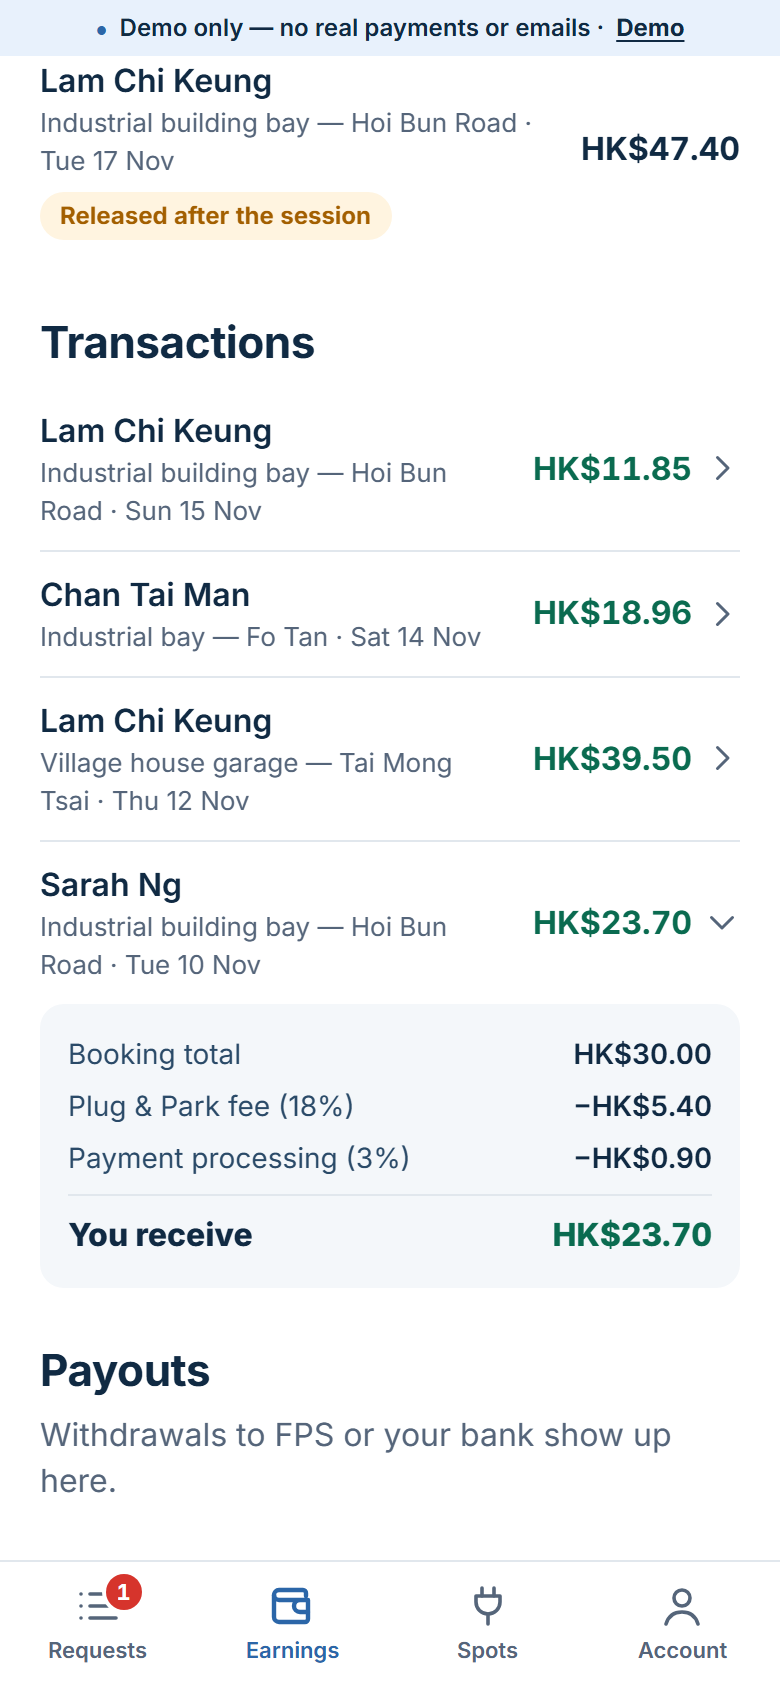 Demo only — no real payments or emails · Demo
Lam Chi Keung
Industrial building bay — Hoi Bun Road ·
Tue 17 Nov
HK$47.40
Released after the session
Transactions
Lam Chi Keung
Industrial building bay — Hoi Bun
Road · Sun 15 Nov
HK$11.85
Chan Tai Man
Industrial bay — Fo Tan · Sat 14 Nov
HK$18.96
Lam Chi Keung
Village house garage — Tai Mong
Tsai · Thu 12 Nov
HK$39.50
Sarah Ng
Industrial building bay — Hoi Bun
Road · Tue 10 Nov
HK$23.70
Booking total HK$30.00
Plug & Park fee (18%) −HK$5.40
Payment processing (3%) −HK$0.90
You receive HK$23.70
Payouts
Withdrawals to FPS or your bank show up
here.
1
Requests Earnings Spots Account